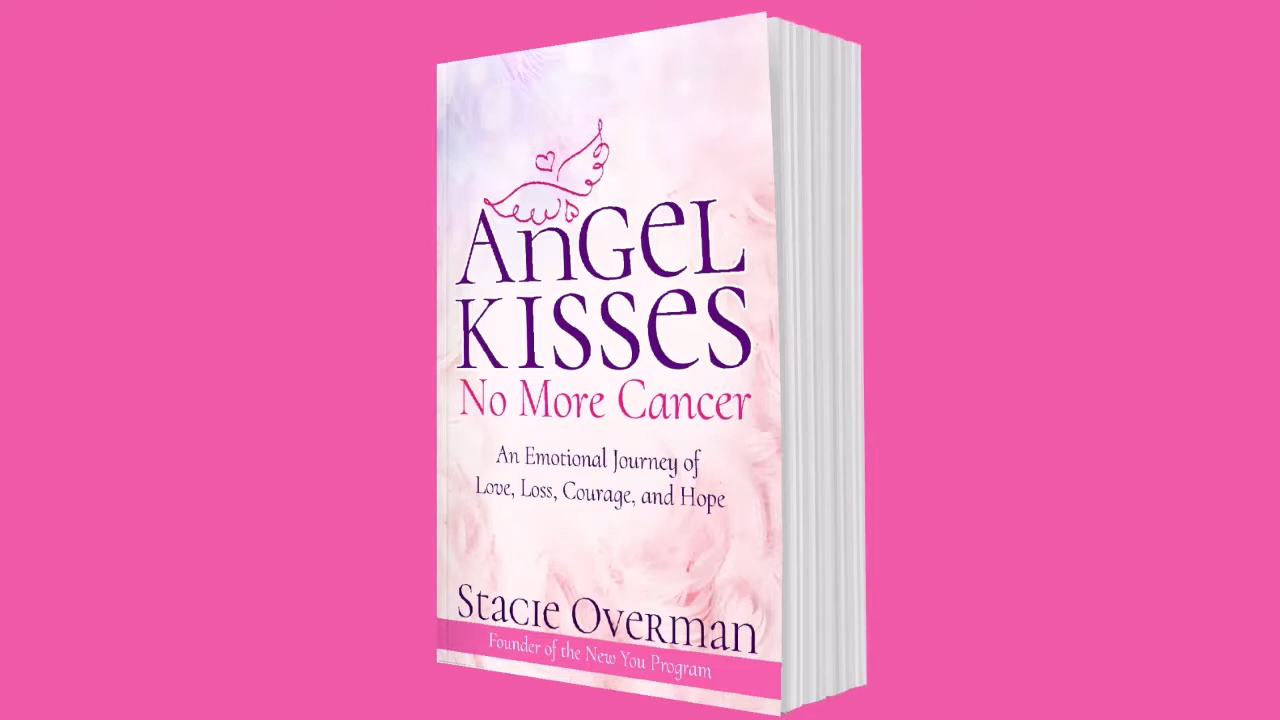 Angel
Kisses
No More Cancer
An Emotional Journey of
Love, Loss, Courage, and Hope
Stacie Overman
Founder of the New You Program